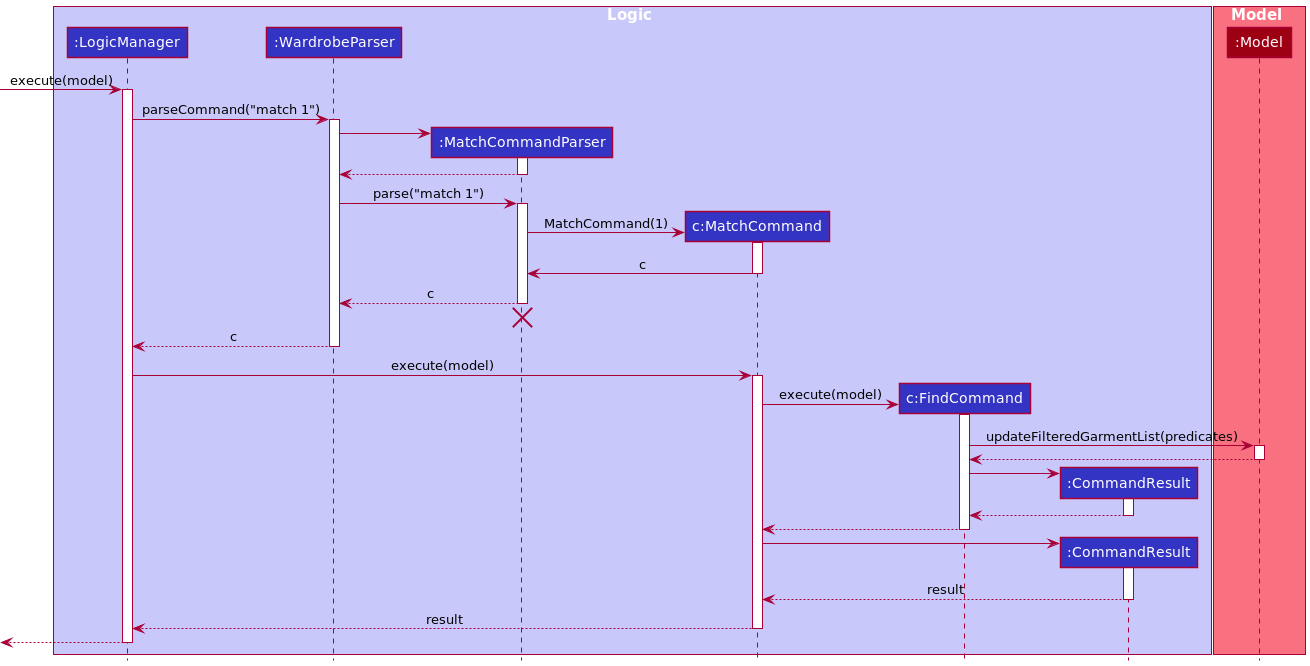 Logic
Model
:LogicManager
:WardrobeParser
:Model
execute(model)
parseCommand("match 1")
:MatchCommandParser
parse("match 1")
MatchCommand(1)
c:MatchCommand
c
c
c
execute(model)
execute(model)
c:FindCommand
updateFilteredGarmentList(predicates)
:CommandResult
:CommandResult
result
result